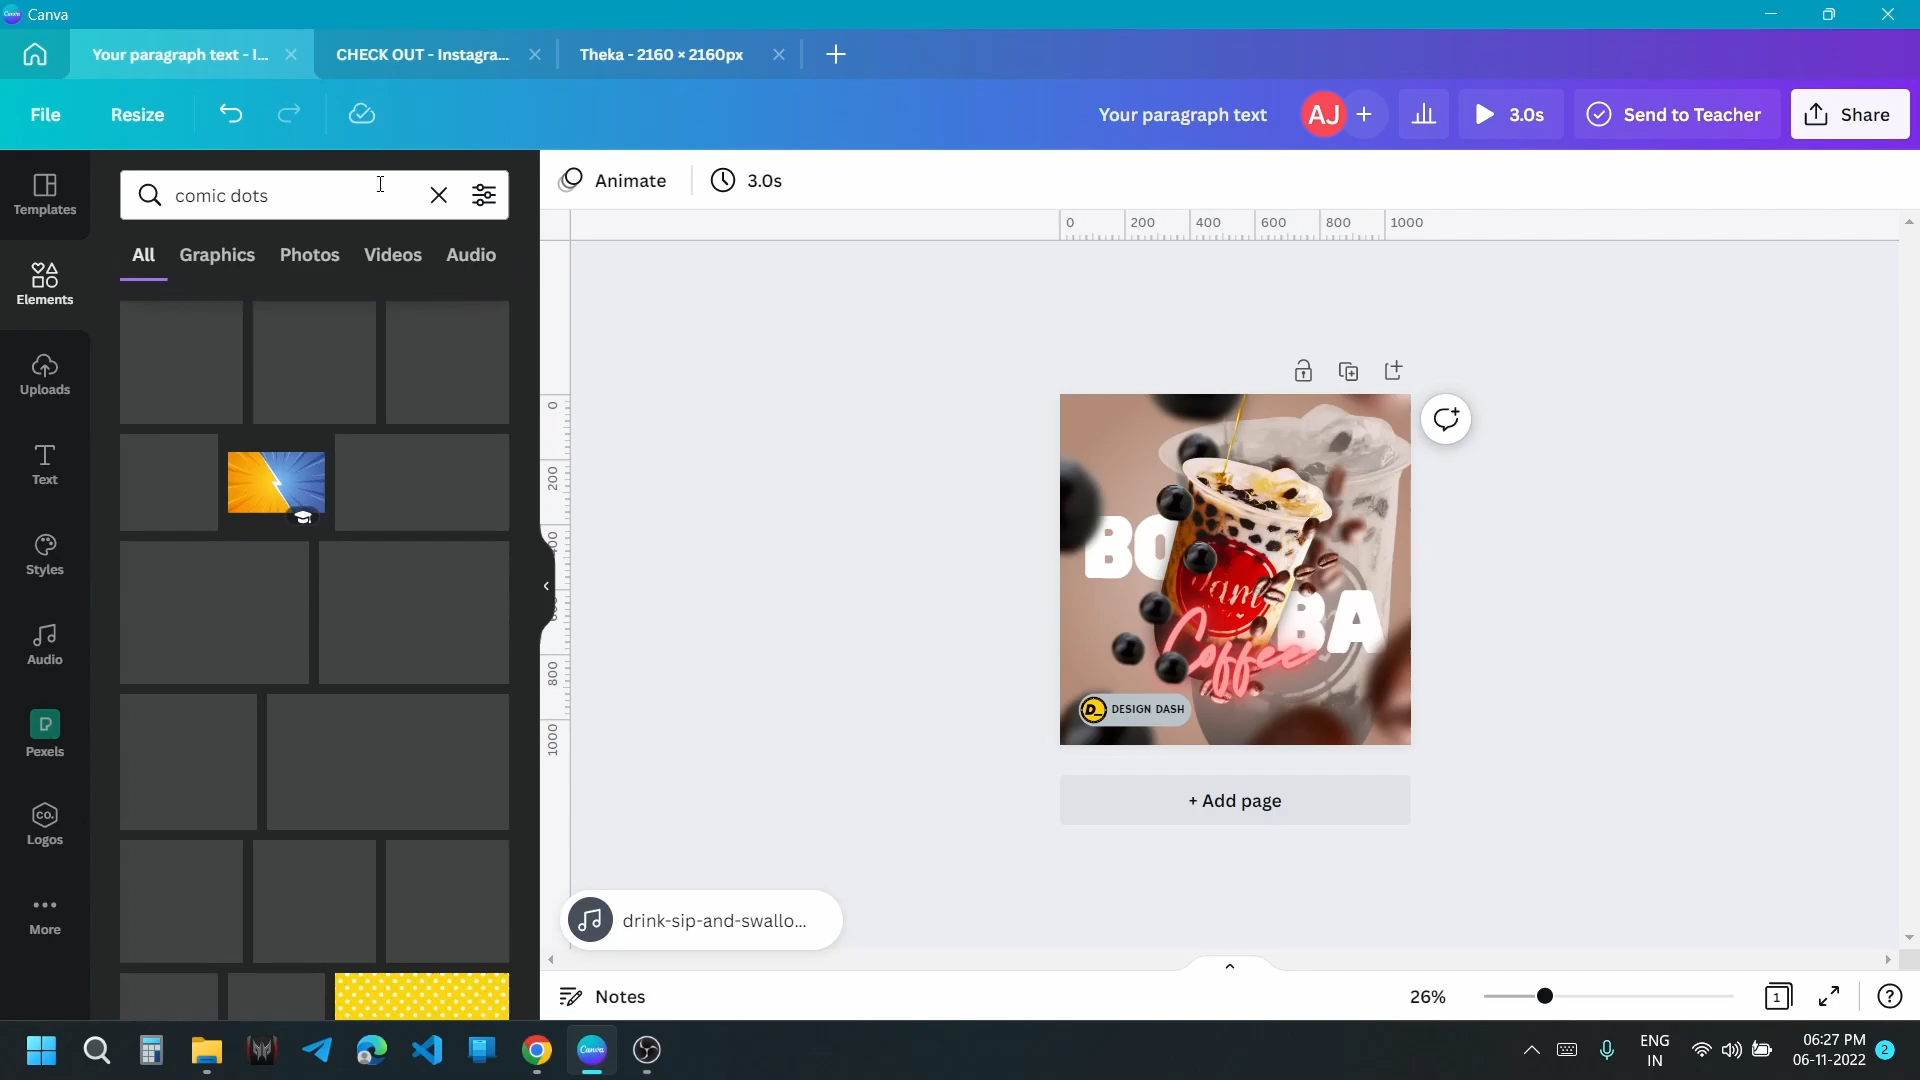 Canva
Your paragraph text - I...
CHECK OUT - Instagra...
Theka - 2160 × 2160px
File
Resize
Your paragraph text
AJ
3.0s
Send to Teacher
Share
Templates
Elements
Uploads
Text
Styles
Audio
Pexels
Logos
More
comic dots
All
Graphics
Photos
Videos
Audio
Animate
3.0s
0 200 400 600 800 1000
0
200
800
1000
BO
BA
Coffee
DESIGN DASH
+ Add page
drink-sip-and-swallo...
Notes
26%
1
Canva
ENG
IN
06:27 PM
06-11-2022
2